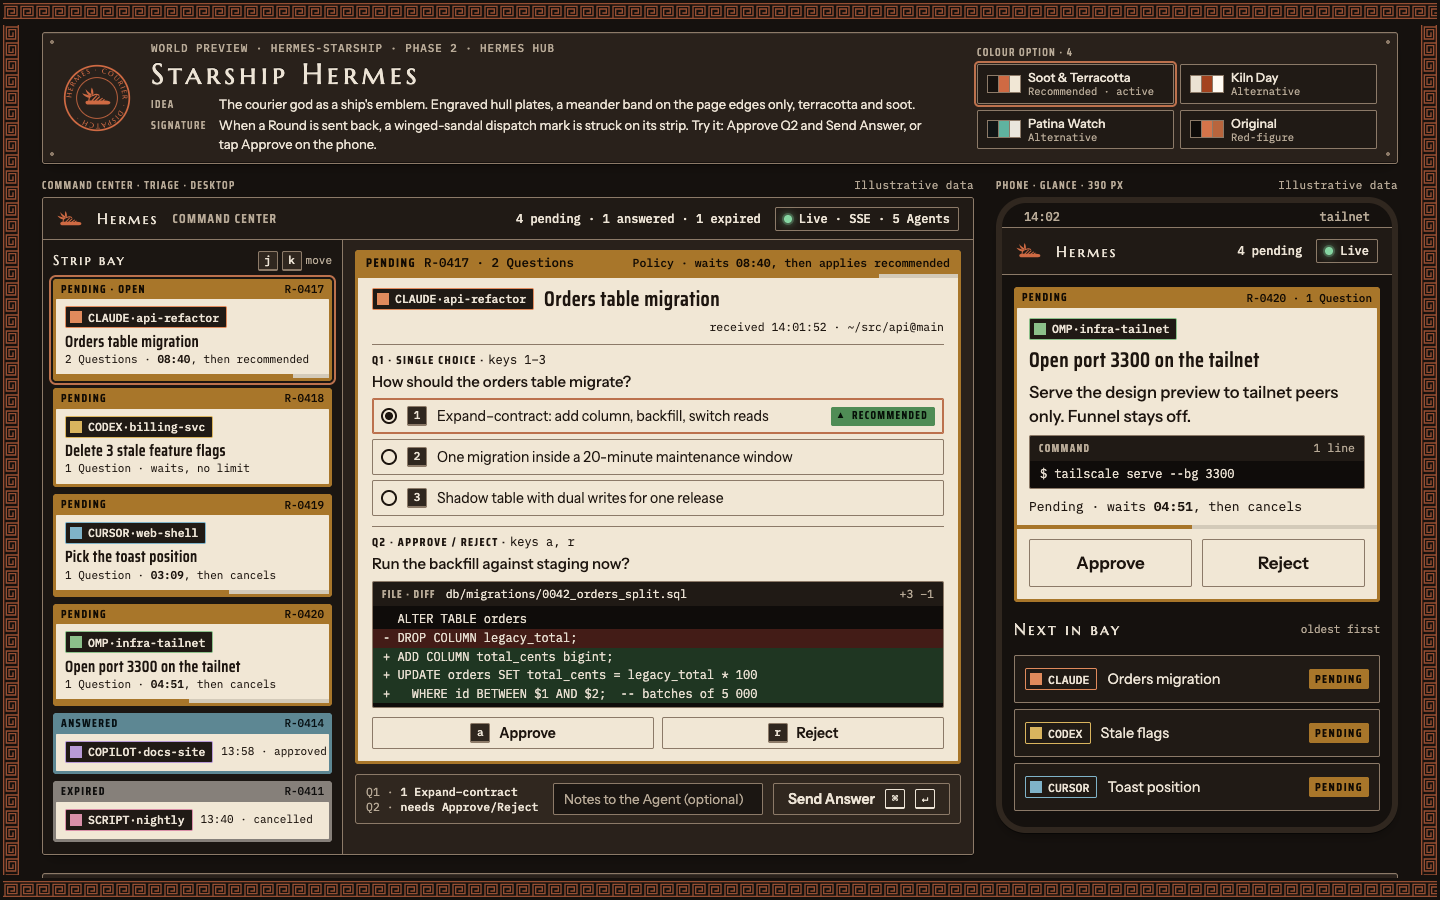 WORLD PREVIEW · HERMES-STARSHIP · PHASE 2 · HERMES HUB
STARSHIP HERMES
HERMES · COURIER · DISPATCH
IDEA The courier god as a ship's emblem. Engraved hull plates, a meander band on the page edges only, terracotta and soot.
SIGNATURE When a Round is sent back, a winged-sandal dispatch mark is struck on its strip. Try it: Approve Q2 and Send Answer, or
tap Approve on the phone.
COLOUR OPTION · 4
Soot & Terracotta
Recommended · active
Kiln Day
Alternative
Patina Watch
Alternative
Original
Red-figure
COMMAND CENTER · TRIAGE · DESKTOP
Illustrative data
HERMES COMMAND CENTER
4 pending · 1 answered · 1 expired
Live · SSE · 5 Agents
STRIP BAY
j k move
PENDING · OPEN R-0417
CLAUDE·api-refactor
Orders table migration
2 Questions · 08:40, then recommended
PENDING R-0418
CODEX·billing-svc
Delete 3 stale feature flags
1 Question · waits, no limit
PENDING R-0419
CURSOR·web-shell
Pick the toast position
1 Question · 03:09, then cancels
PENDING R-0420
OMP·infra-tailnet
Open port 3300 on the tailnet
1 Question · 04:51, then cancels
ANSWERED R-0414
COPILOT·docs-site 13:58 · approved
EXPIRED R-0411
SCRIPT·nightly 13:40 · cancelled
PENDING R-0417 · 2 Questions
Policy · waits 08:40, then applies recommended
CLAUDE·api-refactor Orders table migration
received 14:01:52 · ~/src/api@main
Q1 · SINGLE CHOICE · keys 1–3
How should the orders table migrate?
1 Expand–contract: add column, backfill, switch reads
▲ RECOMMENDED
2 One migration inside a 20-minute maintenance window
3 Shadow table with dual writes for one release
Q2 · APPROVE / REJECT · keys a, r
Run the backfill against staging now?
FILE · DIFF db/migrations/0042_orders_split.sql +3 −1
ALTER TABLE orders
- DROP COLUMN legacy_total;
+ ADD COLUMN total_cents bigint;
+ UPDATE orders SET total_cents = legacy_total * 100
+ WHERE id BETWEEN $1 AND $2; -- batches of 5 000
a Approve
r Reject
Q1 · 1 Expand–contract
Q2 · needs Approve/Reject
Notes to the Agent (optional)
Send Answer ⌘ ↵
PHONE · GLANCE · 390 PX
Illustrative data
14:02 tailnet
HERMES 4 pending Live
PENDING R-0420 · 1 Question
OMP·infra-tailnet
Open port 3300 on the tailnet
Serve the design preview to tailnet peers
only. Funnel stays off.
COMMAND 1 line
$ tailscale serve --bg 3300
Pending · waits 04:51, then cancels
Approve
Reject
NEXT IN BAY oldest first
CLAUDE Orders migration PENDING
CODEX Stale flags PENDING
CURSOR Toast position PENDING